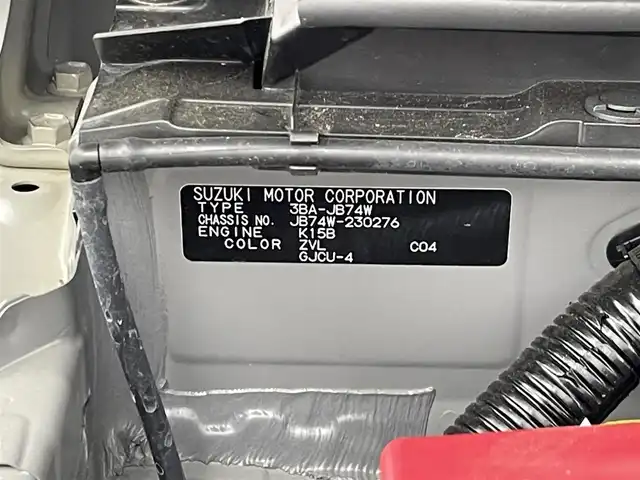 SUZUKI MOTOR CORPORATION
TYPE 3BA-JB74W
CHASSIS NO. JB74W-230276
ENGINE K15B
COLOR ZVL C04
GJCU-4